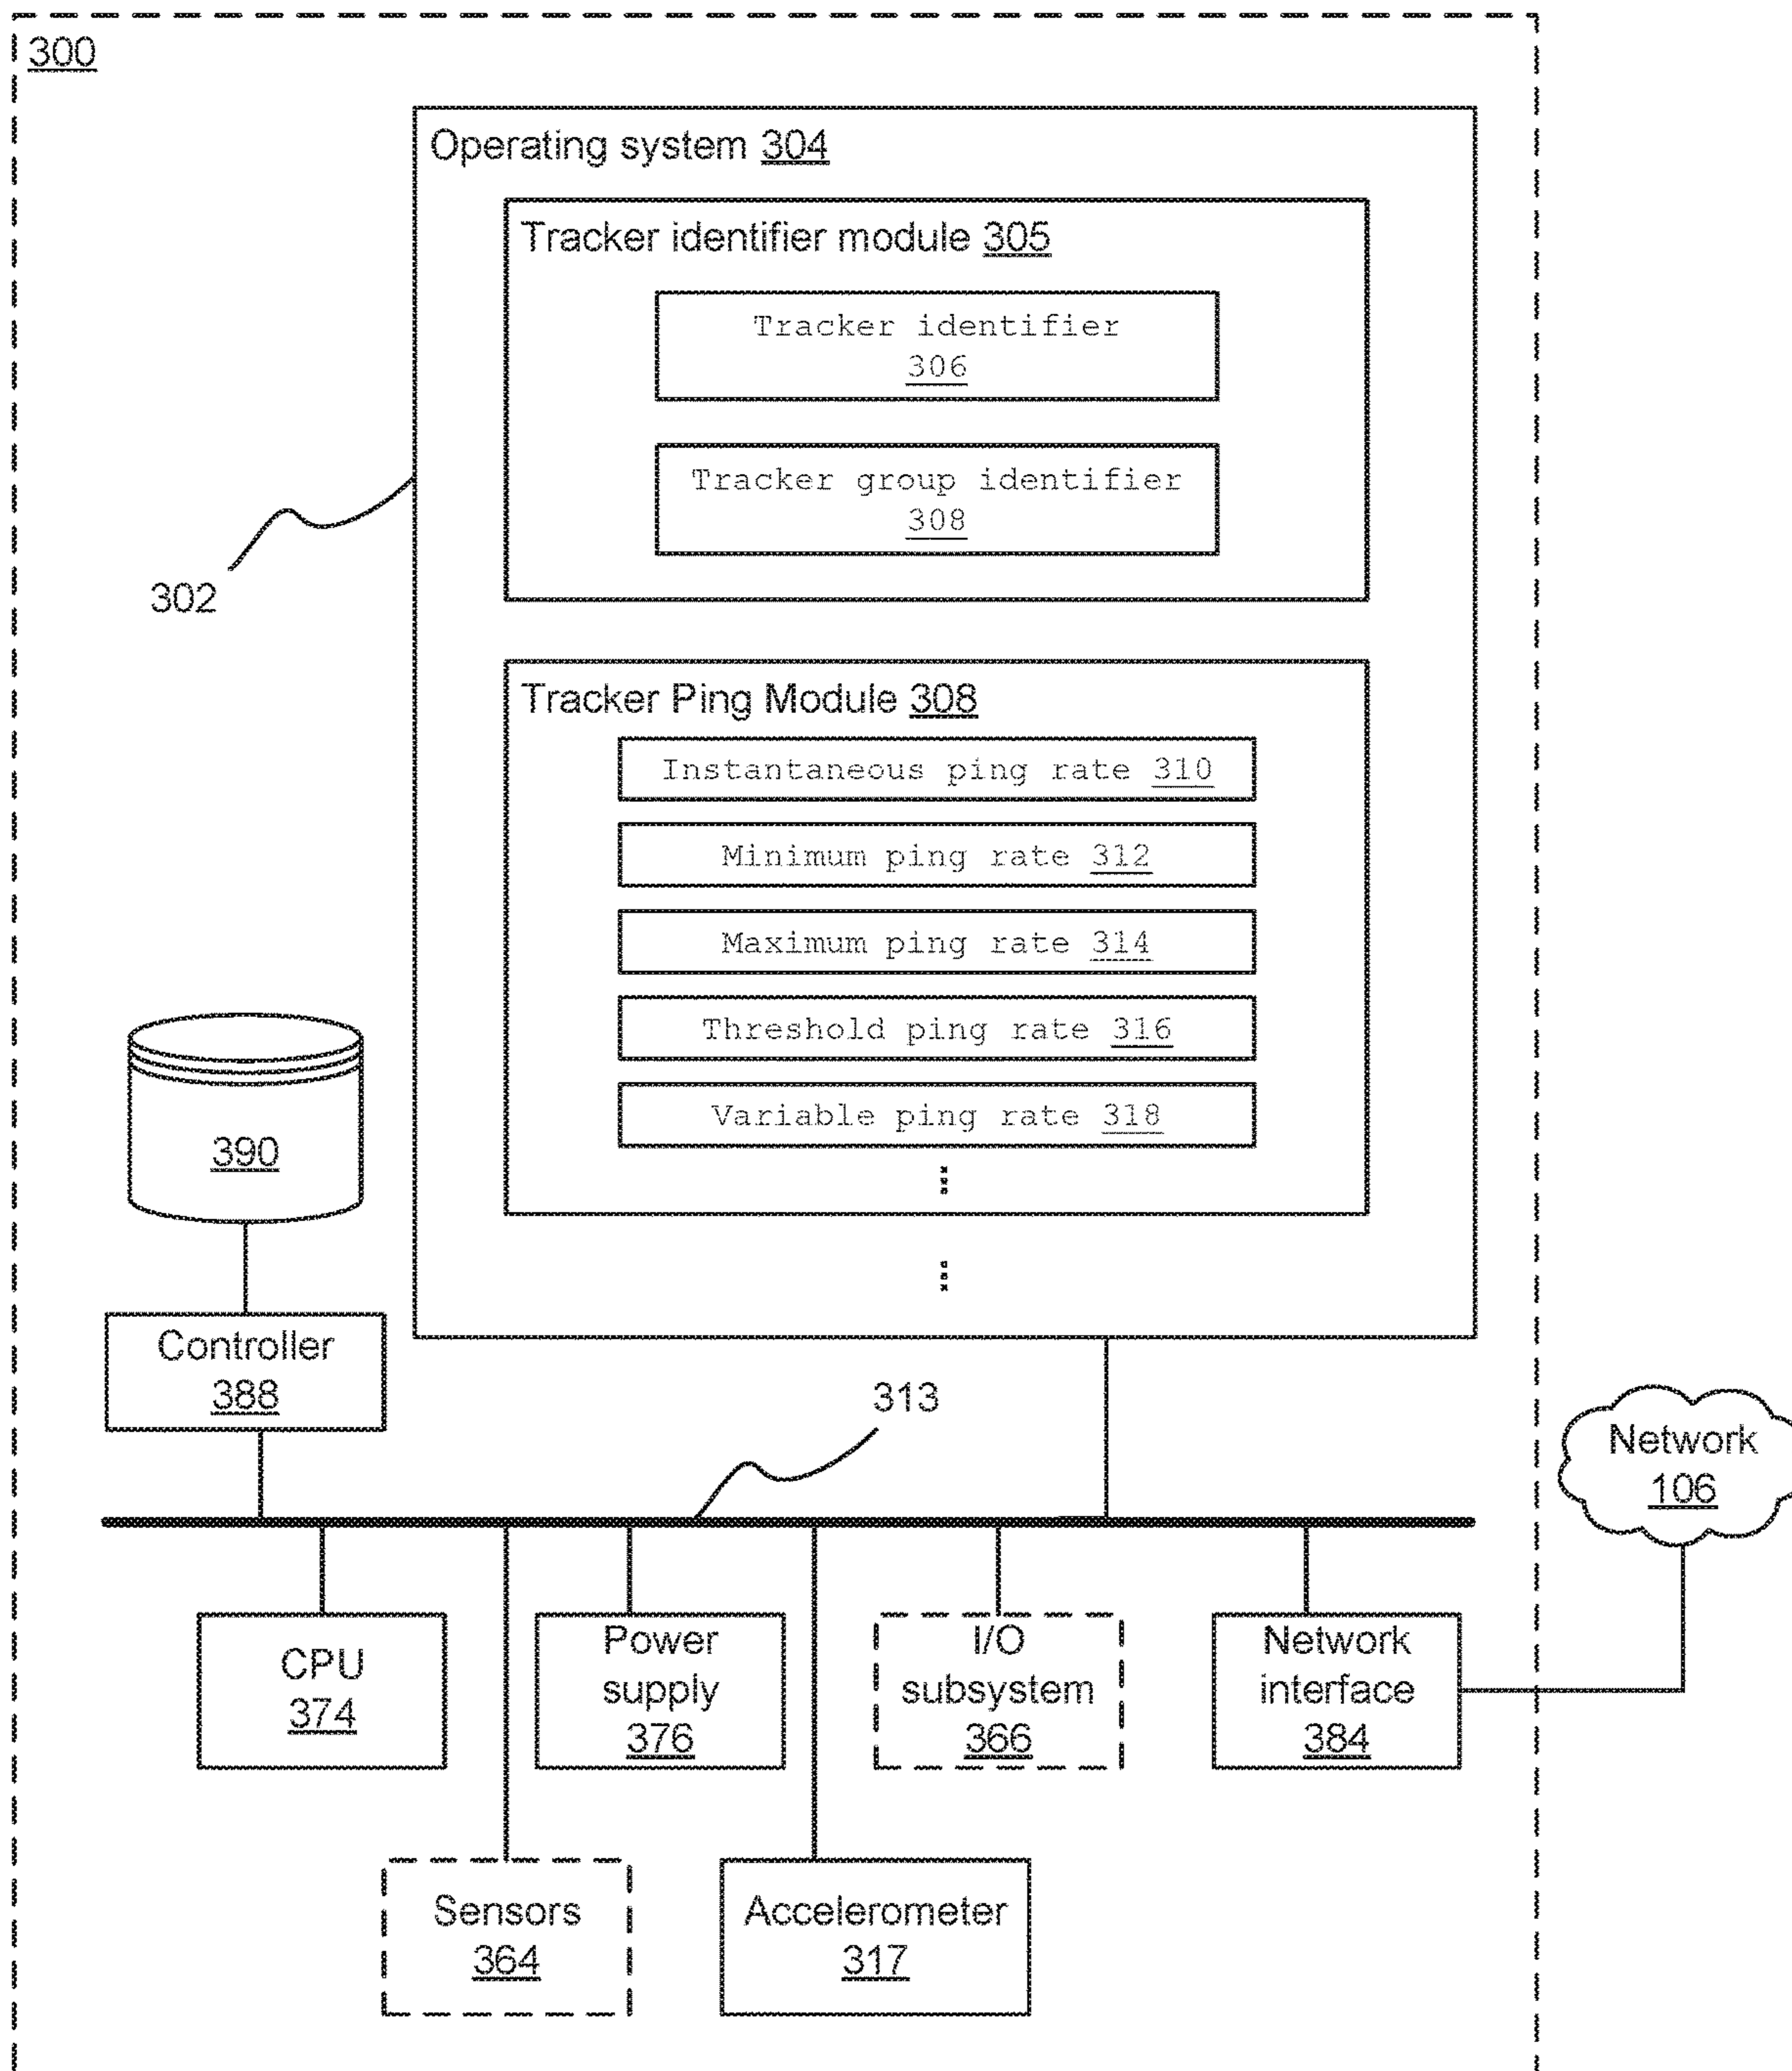 300
Operating system 304
Tracker identifier module 305
Tracker identifier
306
Tracker group identifier
308
302
Tracker Ping Module 308
Instantaneous ping rate 310
Minimum ping rate 312
Maximum ping rate 314
Threshold ping rate 316
Variable ping rate 318
390
Controller
388
313
Network
106
CPU
374
Power
supply
376
I/O
subsystem
366
Network
interface
384
Sensors
364
Accelerometer
317